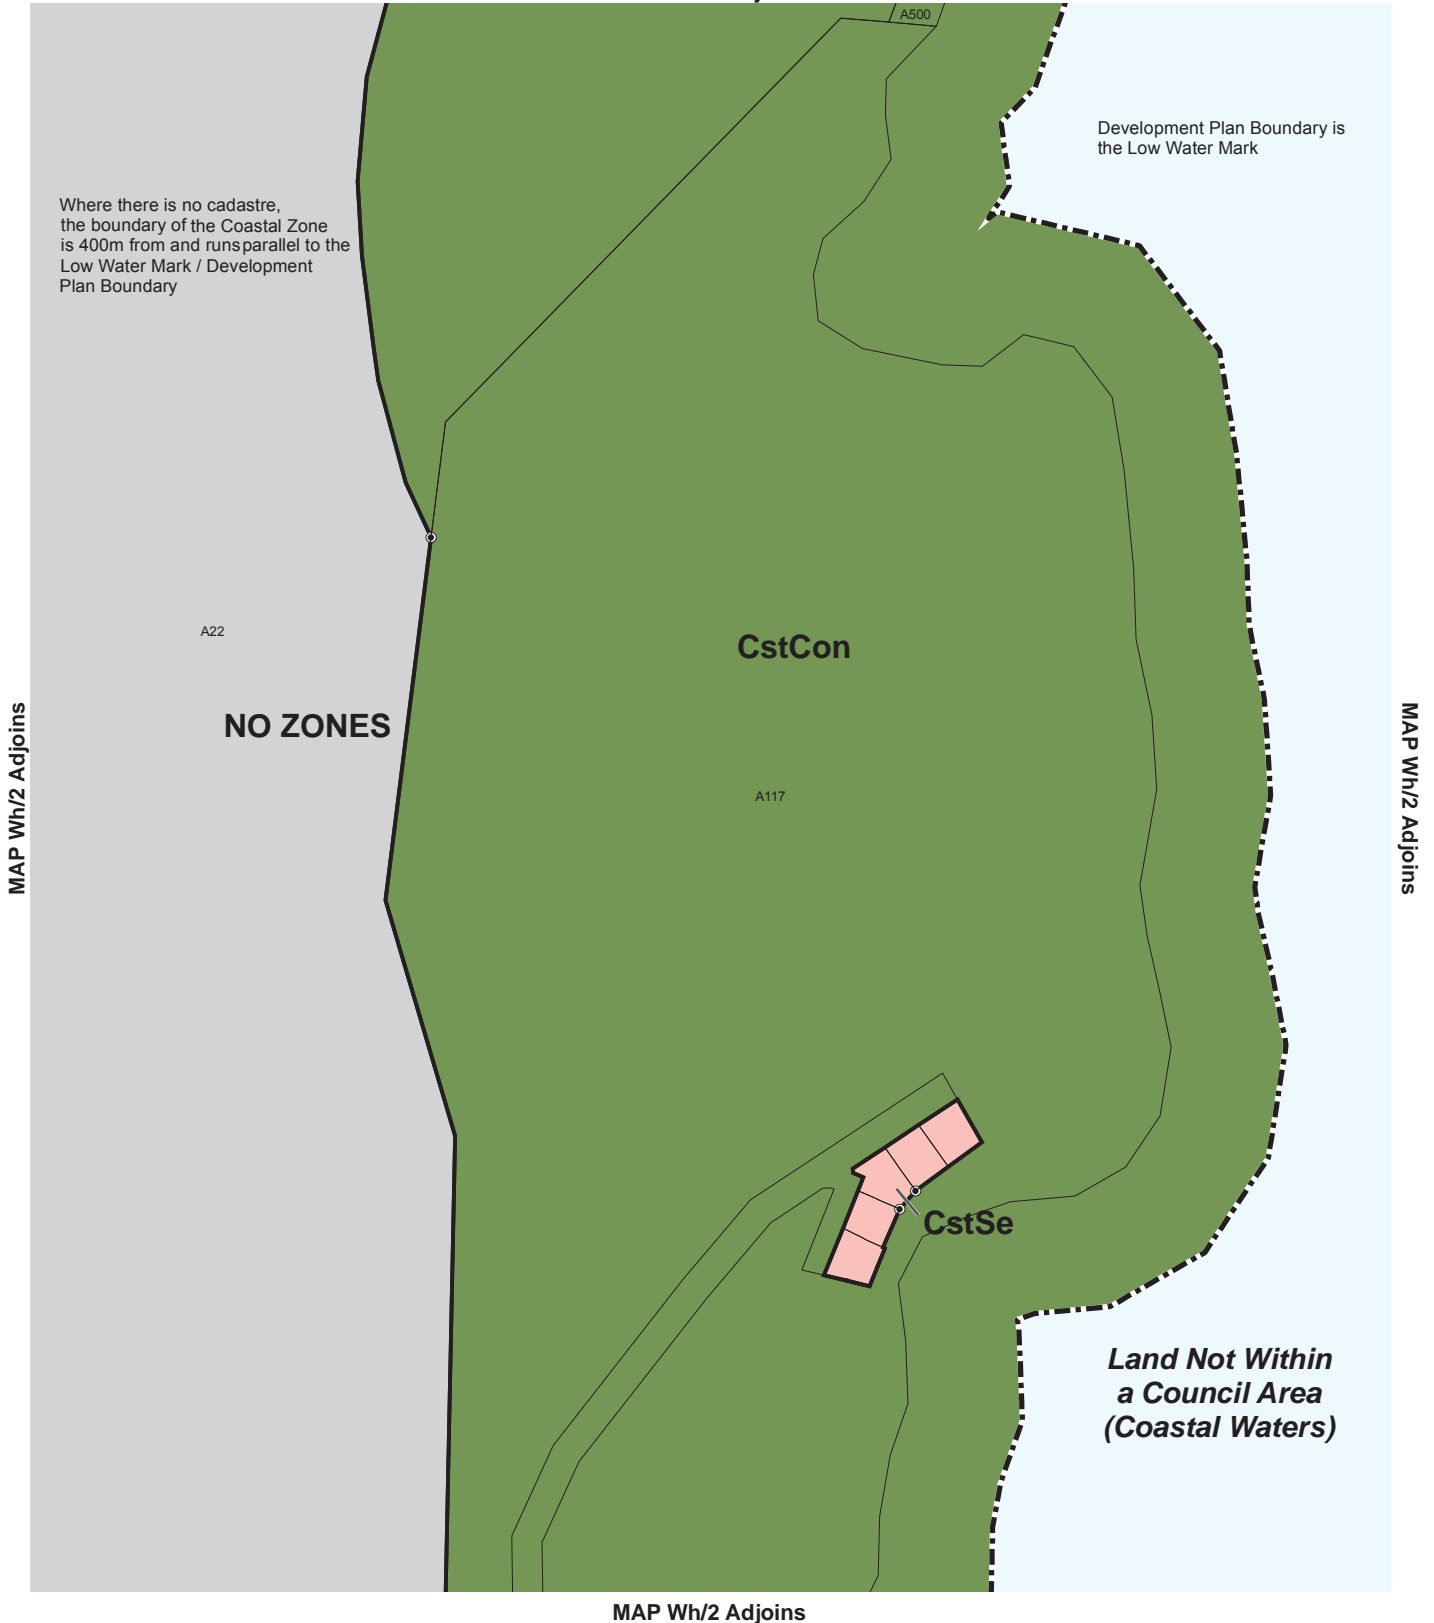 A500
Development Plan Boundary is
the Low Water Mark
Where there is no cadastre,
the boundary of the Coastal Zone
is 400m from and runsparallel to the
Low Water Mark / Development
Plan Boundary
A22
CstCon
NO ZONES
MAP Wh/2 Adjoins
MAP Wh/2 Adjoins
A117
CstSe
Land Not Within
a Council Area
(Coastal Waters)
MAP Wh/2 Adjoins